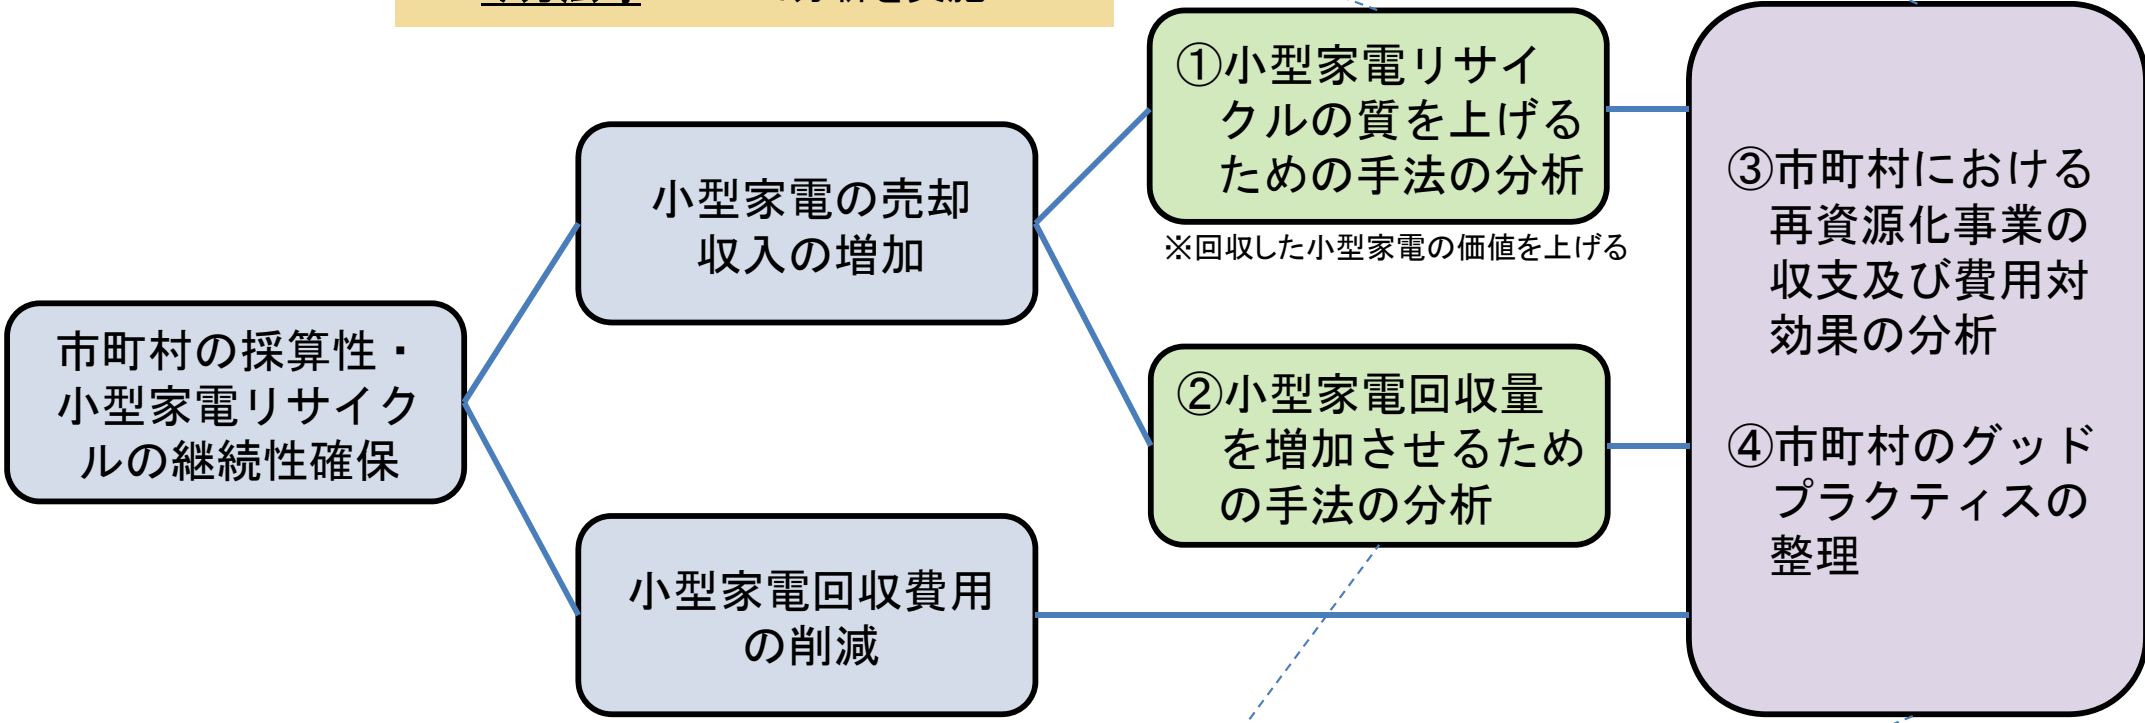 分析を実施
①小型家電リサイ
クルの質を上げる
ための手法の分析
※回収した小型家電の価値を上げる
小型家電の売却
収入の増加
市町村の採算性・
小型家電リサイク
ルの継続性確保
②小型家電回収量
を増加させるため
の手法の分析
小型家電回収費用
の削減
③市町村における
再資源化事業の
収支及び費用対
効果の分析
④市町村のグッド
プラクティスの
整理